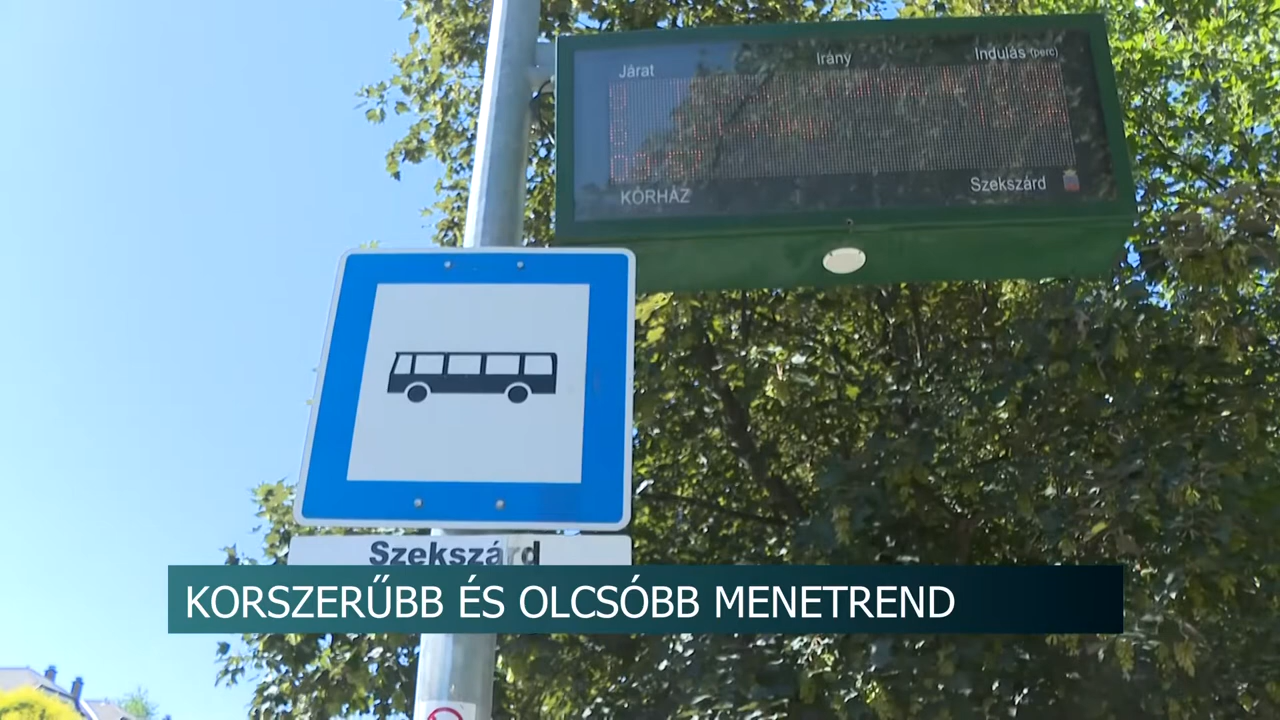 Járat Irány Indulás (perc)
KÓRHÁZ Szekszárd
Szekszárd
KORSZERŰBB ÉS OLCSÓBB MENETREND